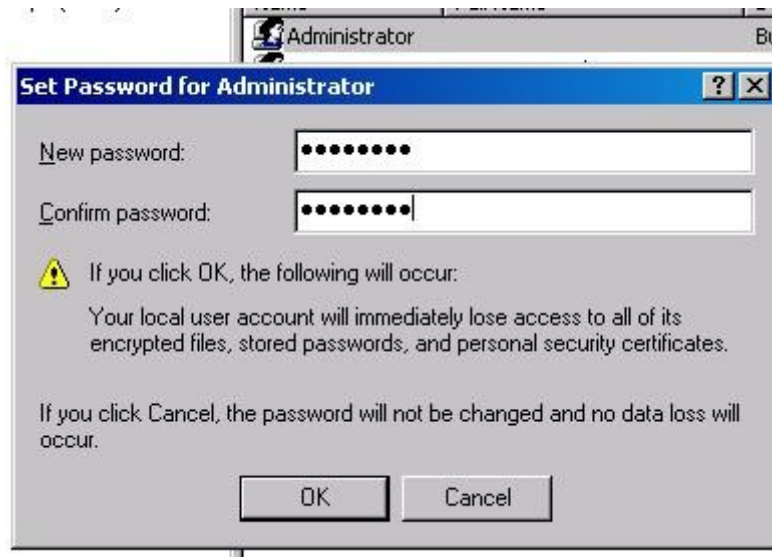 Administrator
Bu
Set Password for Administrator
New password: ••••••••
Confirm password: ••••••••
If you click OK, the following will occur:
Your local user account will immediately lose access to all of its
encrypted files, stored passwords, and personal security certificates.
If you click Cancel, the password will not be changed and no data loss will
occur.
OK Cancel